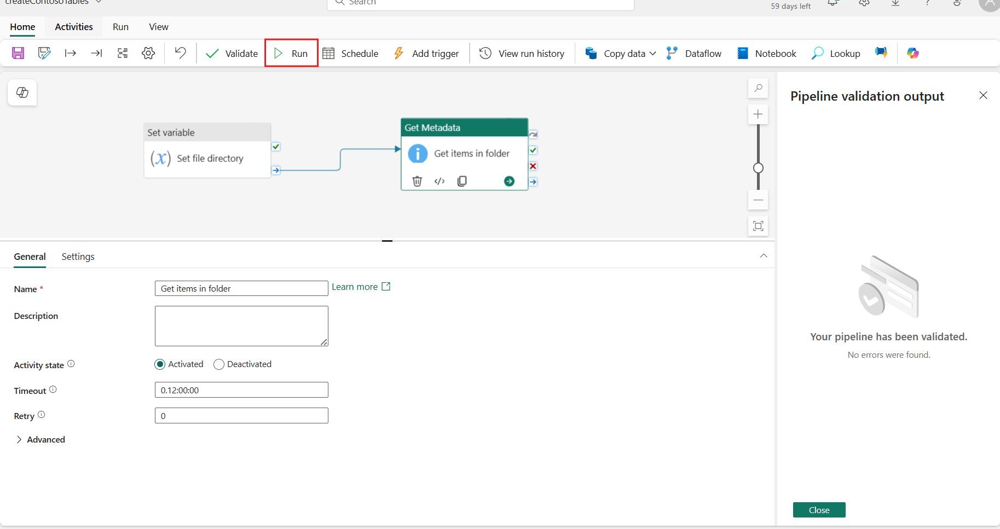 createContosoTables
Search
59 days left
?
Home Activities Run View
Validate Run Schedule Add trigger View run history Copy data Dataflow Notebook Lookup
Set variable
(x) Set file directory
Get Metadata
i Get items in folder
</>
Pipeline validation output
Your pipeline has been validated.
No errors were found.
Close
General Settings
Name * Get items in folder Learn more
Description
Activity state Activated Deactivated
Timeout 0.12:00:00
Retry 0
Advanced